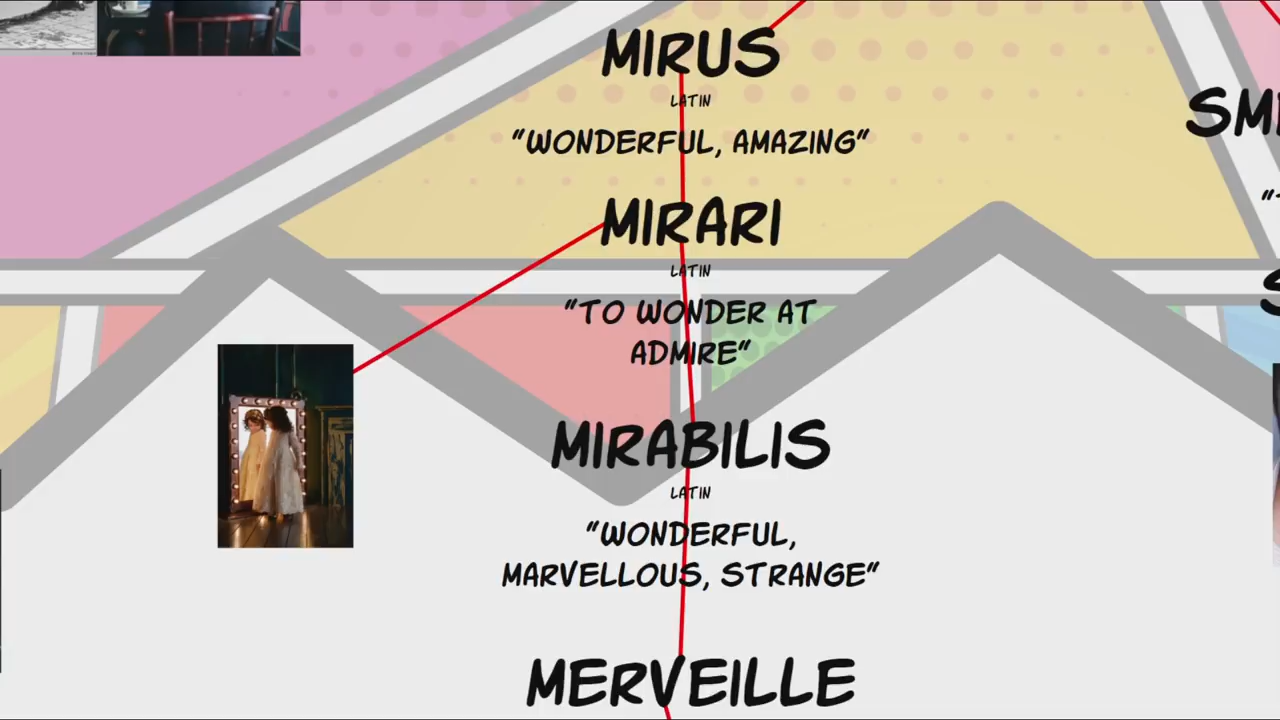 MIRUS
LATIN
"WONDERFUL, AMAZING"
MIRARI
LATIN
"TO WONDER AT
ADMIRE"
MIRABILIS
LATIN
"WONDERFUL,
MARVELLOUS, STRANGE"
MERVEILLE